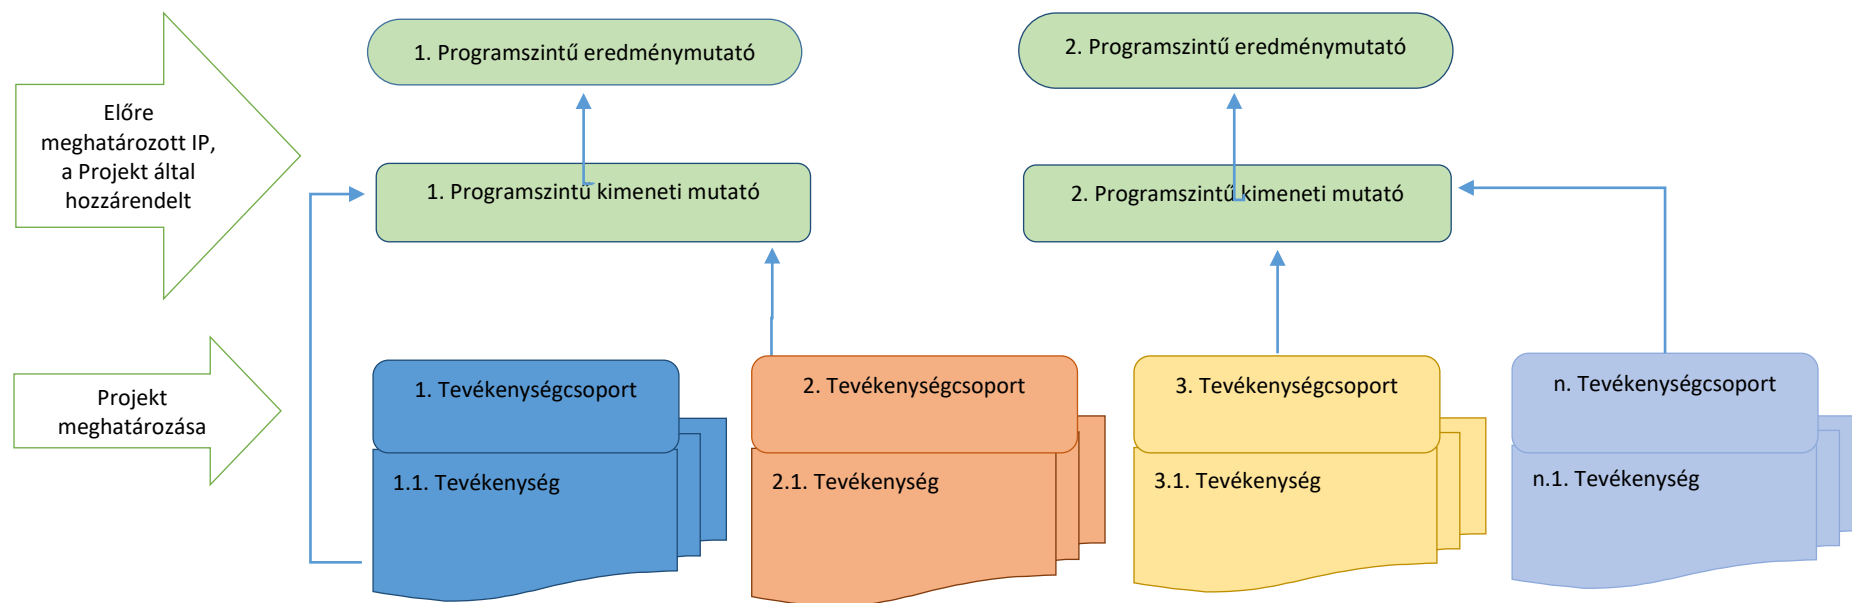 1. Programszintű eredménymutató
2. Programszintű eredménymutató
Előre
meghatározott IP,
a Projekt által
hozzárendelt
1. Programszintű kimeneti mutató
2. Programszintű kimeneti mutató
Projekt
meghatározása
1. Tevékenységcsoport
2. Tevékenységcsoport
3. Tevékenységcsoport
n. Tevékenységcsoport
1.1. Tevékenység
2.1. Tevékenység
3.1. Tevékenység
n.1. Tevékenység